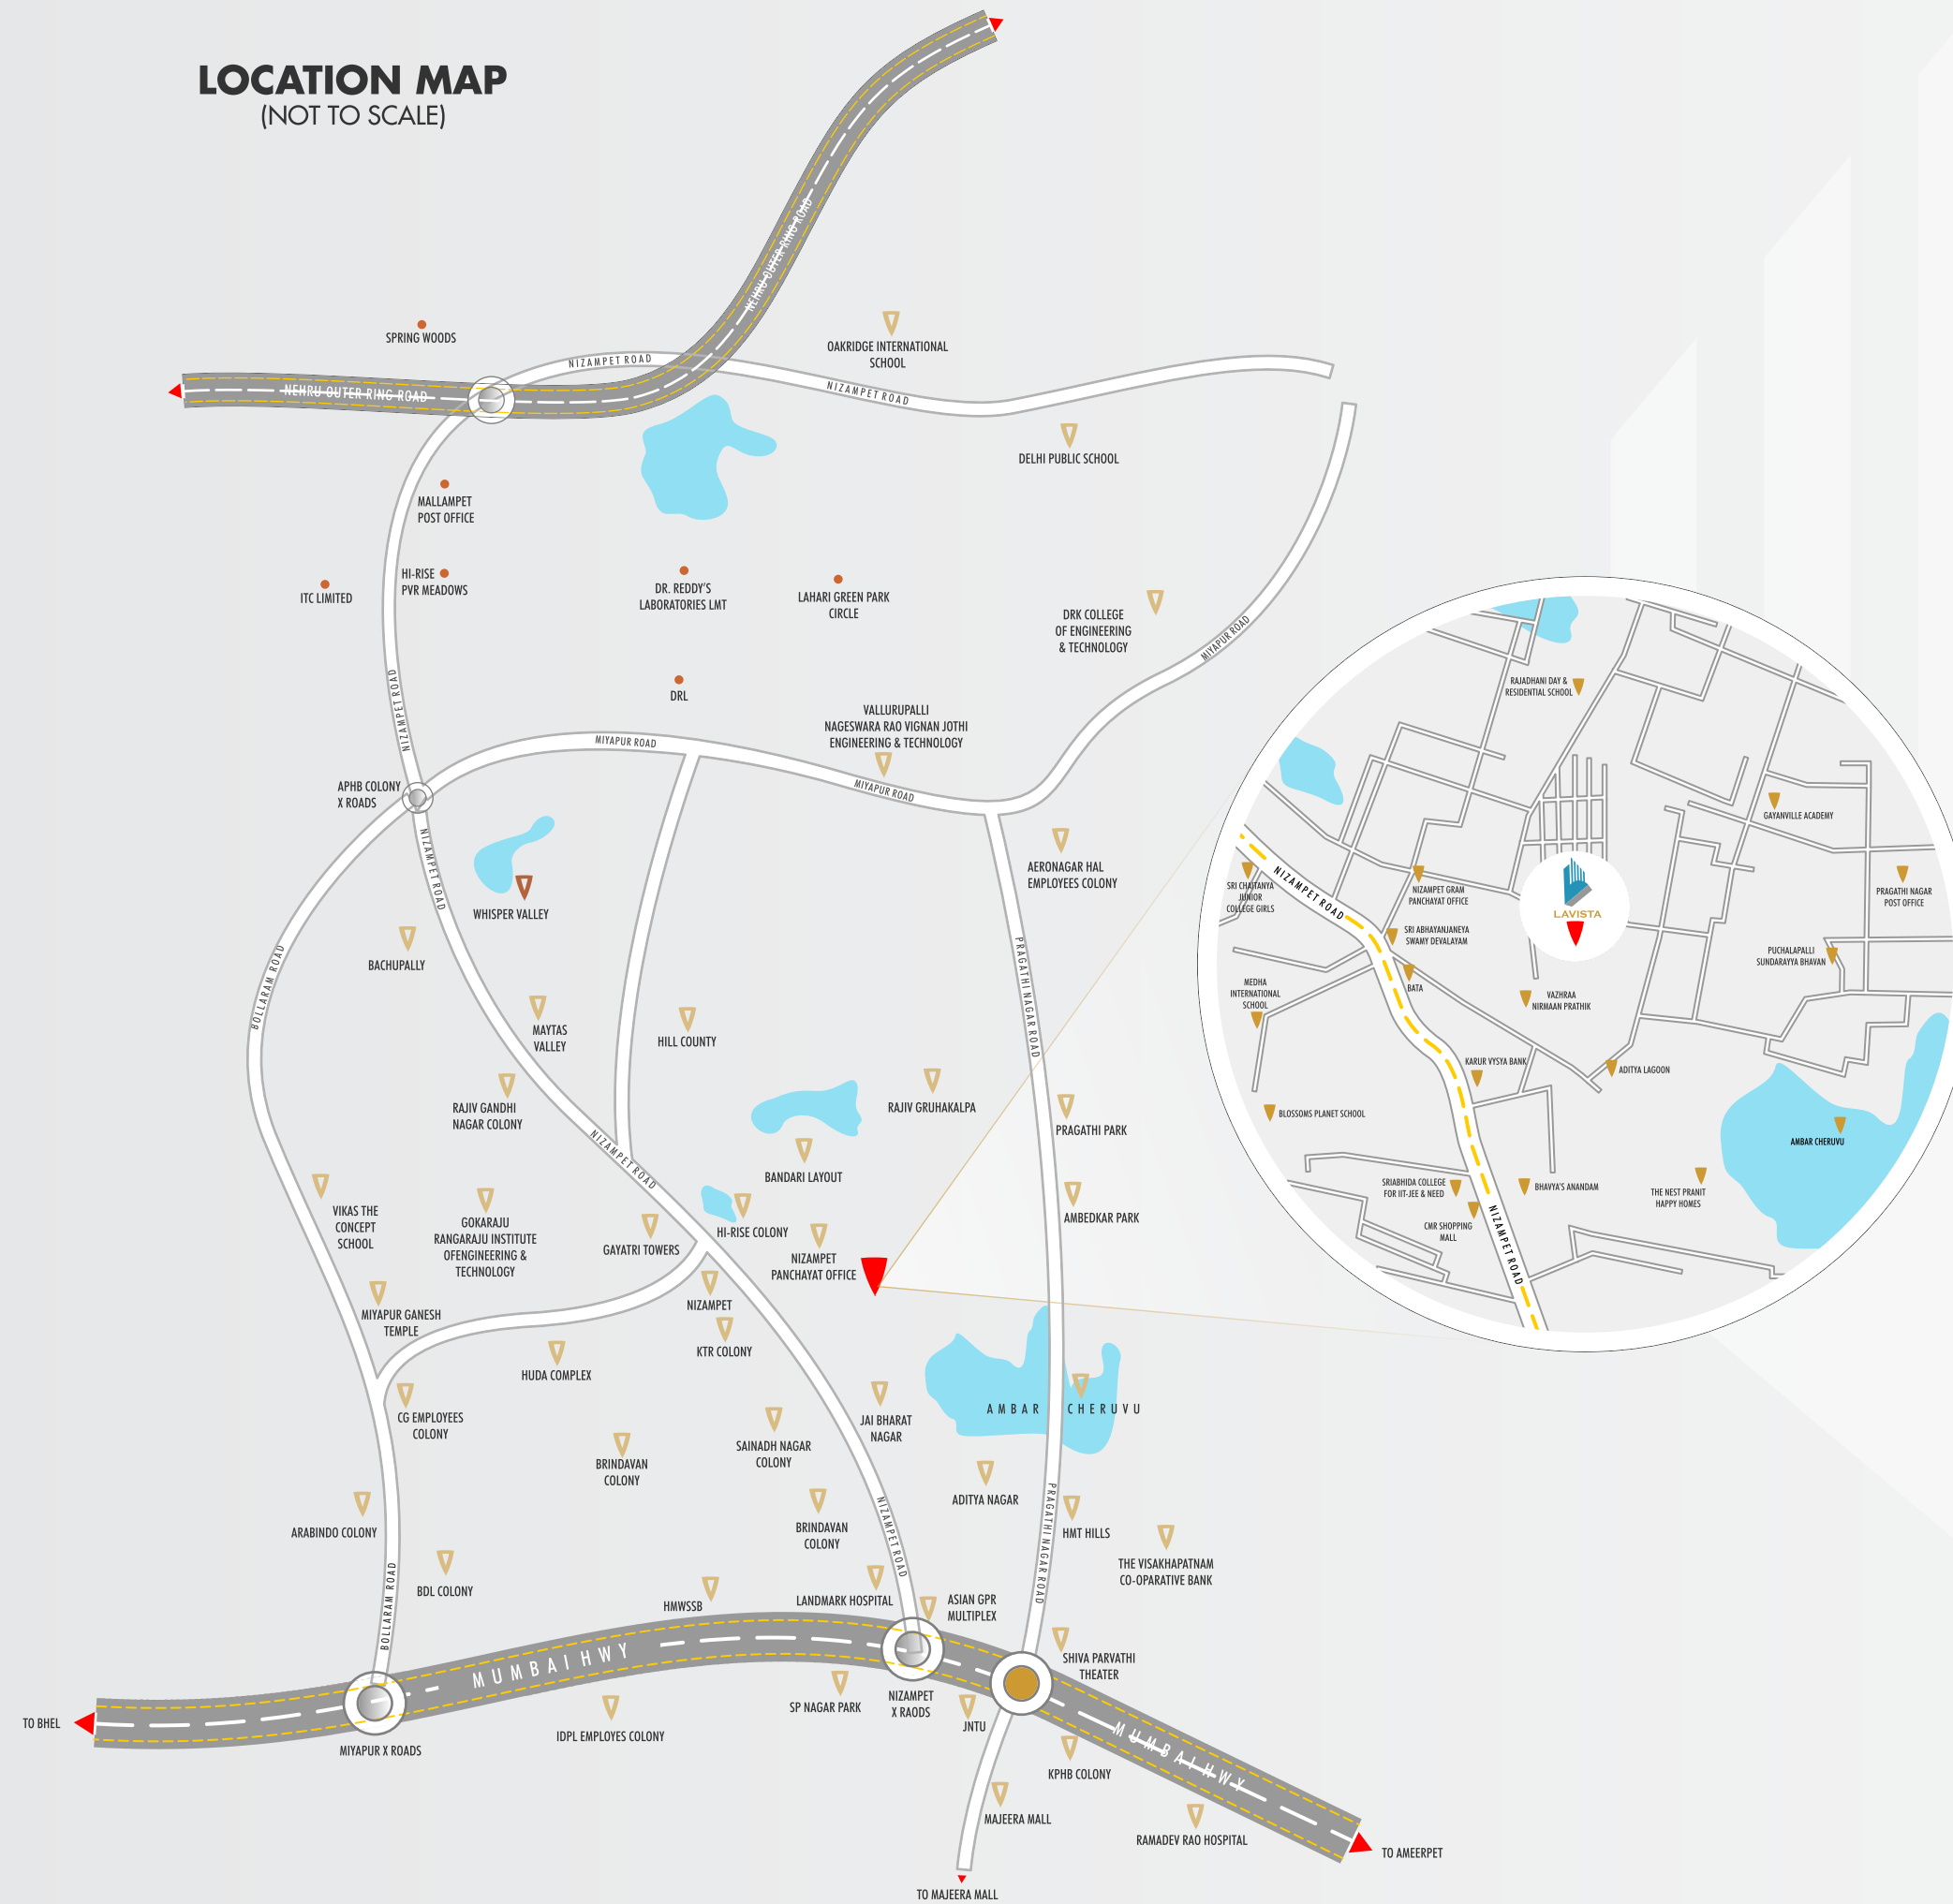 LOCATION MAP
(NOT TO SCALE)
NEHRU OUTER RING ROAD
SPRING WOODS
NIZAMPET ROAD
OAKRIDGE INTERNATIONAL
SCHOOL
NEHRU OUTER RING ROAD
NIZAMPET ROAD
DELHI PUBLIC SCHOOL
MALLAMPET
POST OFFICE
ITC LIMITED
HI-RISE
PVR MEADOWS
DR. REDDY'S
LABORATORIES LMT
LAHARI GREEN PARK
CIRCLE
DRK COLLEGE
OF ENGINEERING
& TECHNOLOGY
MIYAPUR ROAD
NIZAMPET ROAD
DRL
VALLURUPALLI
NAGESWARA RAO VIGNAN JOTHI
ENGINEERING & TECHNOLOGY
MIYAPUR ROAD
MIYAPUR ROAD
APHB COLONY
X ROADS
NIZAMPET ROAD
AERONAGAR HAL
EMPLOYEES COLONY
WHISPER VALLEY
BACHUPALLY
BOLLARAM ROAD
PRAGATHI NAGAR ROAD
MAYTAS
VALLEY
HILL COUNTY
RAJIV GANDHI
NAGAR COLONY
RAJIV GRUHAKALPA
PRAGATHI PARK
NIZAMPET ROAD
BANDARI LAYOUT
VIKAS THE
CONCEPT
SCHOOL
GOKARAJU
RANGARAJU INSTITUTE
OFENGINEERING &
TECHNOLOGY
GAYATRI TOWERS
HI-RISE COLONY
AMBEDKAR PARK
NIZAMPET
PANCHAYAT OFFICE
MIYAPUR GANESH
TEMPLE
NIZAMPET
KTR COLONY
HUDA COMPLEX
CG EMPLOYEES
COLONY
AMBAR CHERUVU
JAI BHARAT
NAGAR
SAINADH NAGAR
COLONY
BRINDAVAN
COLONY
ADITYA NAGAR
ARABINDO COLONY
BRINDAVAN
COLONY
NIZAMPET ROAD
PRAGATHI NAGAR ROAD
HMT HILLS
THE VISAKHAPATNAM
CO-OPARATIVE BANK
BDL COLONY
BOLLARAM ROAD
HMWSSB
LANDMARK HOSPITAL
ASIAN GPR
MULTIPLEX
MUMBAI HWY
SHIVA PARVATHI
THEATER
TO BHEL
MIYAPUR X ROADS
IDPL EMPLOYES COLONY
SP NAGAR PARK
NIZAMPET
X RAODS
JNTU
MUMBAI HWY
KPHB COLONY
MAJEERA MALL
RAMADEV RAO HOSPITAL
TO AMEERPET
TO MAJEERA MALL
RAJADHANI DAY &
RESIDENTIAL SCHOOL
GAYANVILLE ACADEMY
SRI CHAITANYA
JUNIOR
COLLEGE GIRLS
NIZAMPET ROAD
NIZAMPET GRAM
PANCHAYAT OFFICE
LAVISTA
PRAGATHI NAGAR
POST OFFICE
SRI ABHAYANJANEYA
SWAMY DEVALAYAM
PUCHALAPALLI
SUNDARAYYA BHAVAN
MEDHA
INTERNATIONAL
SCHOOL
BATA
VAZHRAA
NIRMAAN PRATHIK
KARUR VYSYA BANK
ADITYA LAGOON
BLOSSOMS PLANET SCHOOL
AMBAR CHERUVU
SRIABHIDA COLLEGE
FOR IIT-JEE & NEED
BHAVYA'S ANANDAM
THE NEST PRANIT
HAPPY HOMES
CMR SHOPPING
MALL
NIZAMPET ROAD